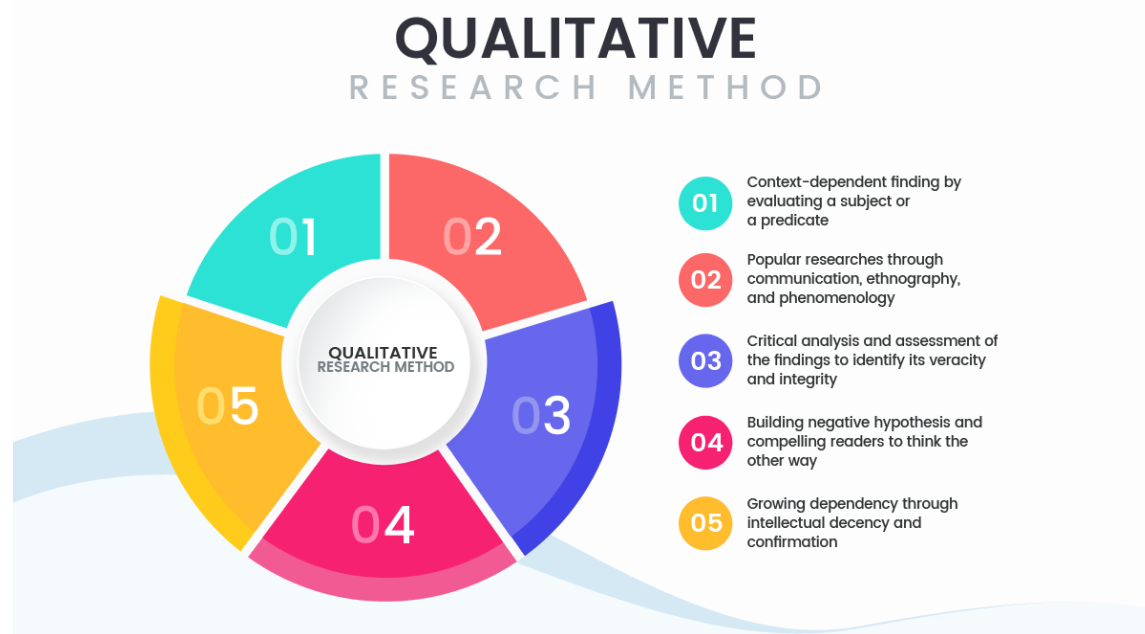 QUALITATIVE
RESEARCH METHOD
01
02
03
04
05
QUALITATIVE
RESEARCH METHOD
01
Context-dependent finding by
evaluating a subject or
a predicate
02
Popular researches through
communication, ethnography,
and phenomenology
03
Critical analysis and assessment of
the findings to identify its veracity
and integrity
04
Building negative hypothesis and
compelling readers to think the
other way
05
Growing dependency through
intellectual decency and
confirmation